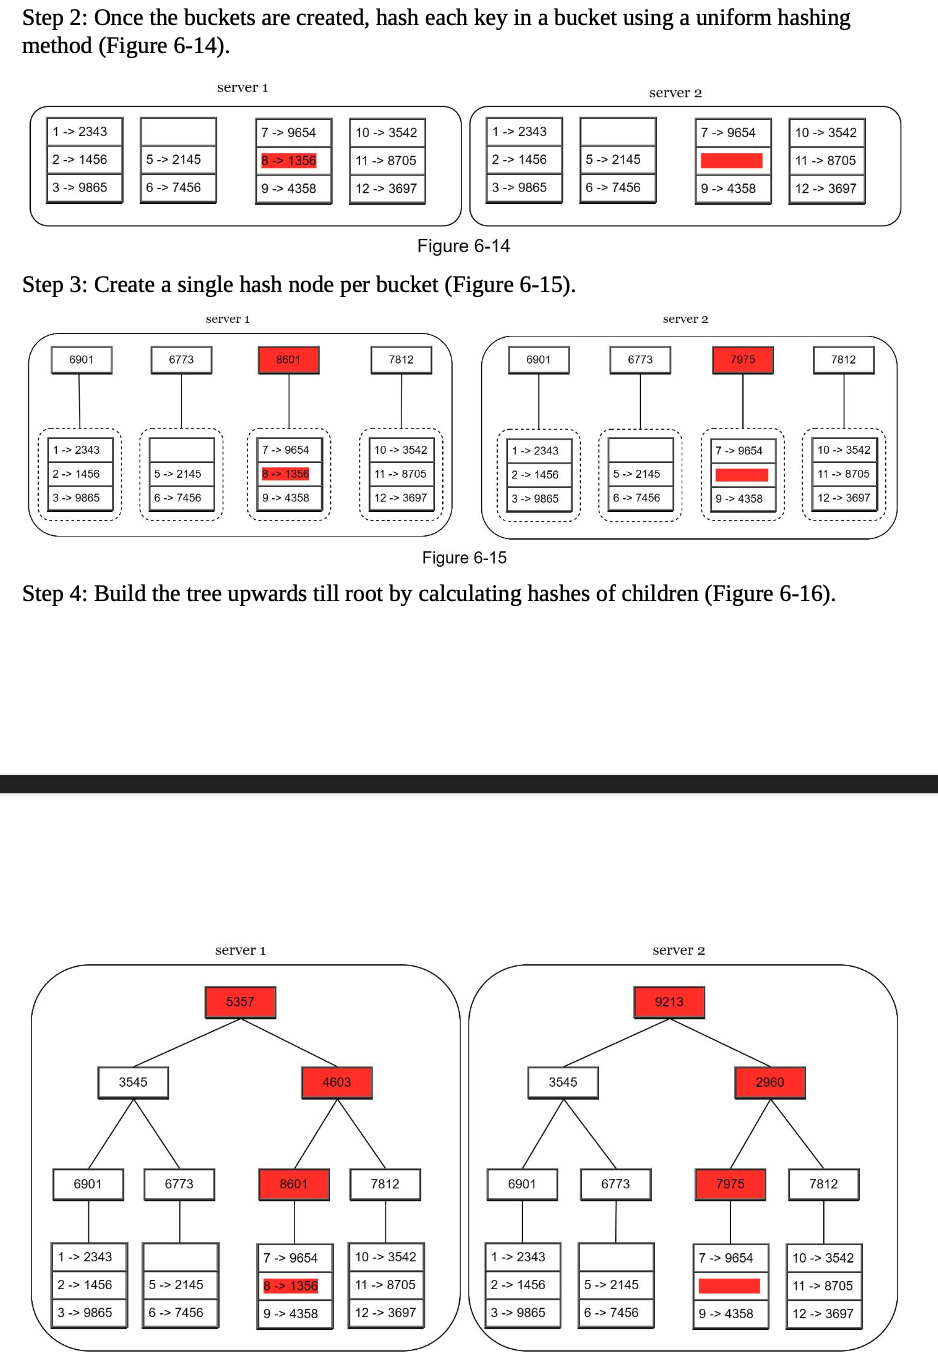 Step 2: Once the buckets are created, hash each key in a bucket using a uniform hashing
method (Figure 6-14).
server 1 server 2
1 -> 2343 7 -> 9654 10 -> 3542 1 -> 2343 7 -> 9654 10 -> 3542
2 -> 1456 5 -> 2145 8 -> 1356 11 -> 8705 2 -> 1456 5 -> 2145 11 -> 8705
3 -> 9865 6 -> 7456 9 -> 4358 12 -> 3697 3 -> 9865 6 -> 7456 9 -> 4358 12 -> 3697
Figure 6-14
Step 3: Create a single hash node per bucket (Figure 6-15).
server 1 server 2
6901 6773 8601 7812 6901 6773 7975 7812
1 -> 2343 7 -> 9654 10 -> 3542 1 -> 2343 7 -> 9654 10 -> 3542
2 -> 1456 5 -> 2145 8 -> 1356 11 -> 8705 2 -> 1456 5 -> 2145 11 -> 8705
3 -> 9865 6 -> 7456 9 -> 4358 12 -> 3697 3 -> 9865 6 -> 7456 9 -> 4358 12 -> 3697
Figure 6-15
Step 4: Build the tree upwards till root by calculating hashes of children (Figure 6-16).
server 1 server 2
5357 9213
3545 4603 3545 2960
6901 6773 8601 7812 6901 6773 7975 7812
1 -> 2343 7 -> 9654 10 -> 3542 1 -> 2343 7 -> 9654 10 -> 3542
2 -> 1456 5 -> 2145 8 -> 1356 11 -> 8705 2 -> 1456 5 -> 2145 11 -> 8705
3 -> 9865 6 -> 7456 9 -> 4358 12 -> 3697 3 -> 9865 6 -> 7456 9 -> 4358 12 -> 3697